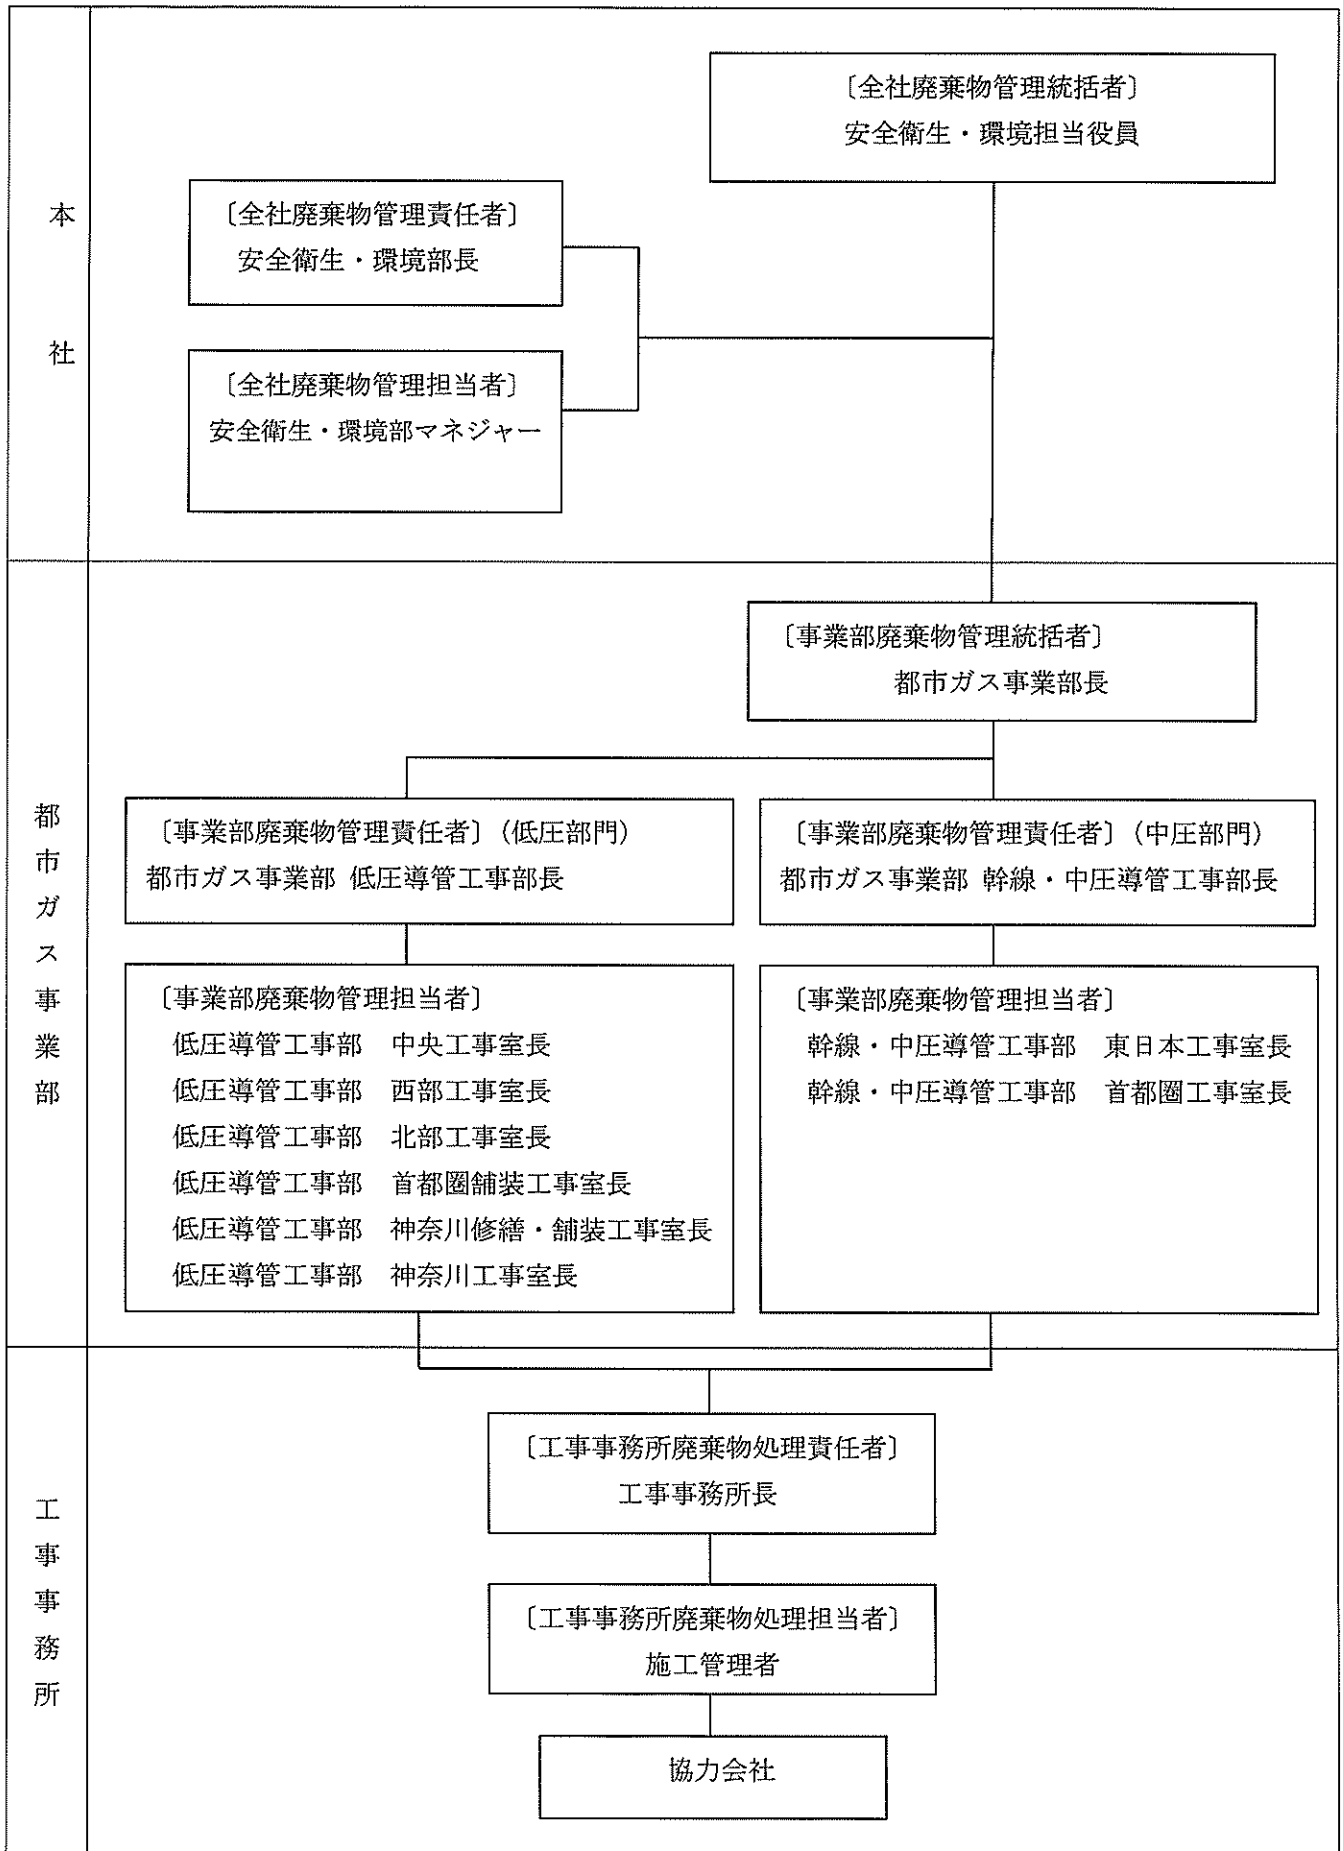 本社
〔全社廃棄物管理統括者〕
安全衛生・環境担当役員
〔全社廃棄物管理責任者〕
安全衛生・環境部長
〔全社廃棄物管理担当者〕
安全衛生・環境部マネジャー
都市ガス事業部
〔事業部廃棄物管理統括者〕
都市ガス事業部長
〔事業部廃棄物管理責任者〕(低圧部門)
都市ガス事業部 低圧導管工事部長
〔事業部廃棄物管理責任者〕(中圧部門)
都市ガス事業部 幹線・中圧導管工事部長
〔事業部廃棄物管理担当者〕
低圧導管工事部 中央工事室長
低圧導管工事部 西部工事室長
低圧導管工事部 北部工事室長
低圧導管工事部 首都圏舗装工事室長
低圧導管工事部 神奈川修繕・舗装工事室長
低圧導管工事部 神奈川工事室長
〔事業部廃棄物管理担当者〕
幹線・中圧導管工事部 東日本工事室長
幹線・中圧導管工事部 首都圏工事室長
工事事務所
〔工事事務所廃棄物処理責任者〕
工事事務所長
〔工事事務所廃棄物処理担当者〕
施工管理者
協力会社